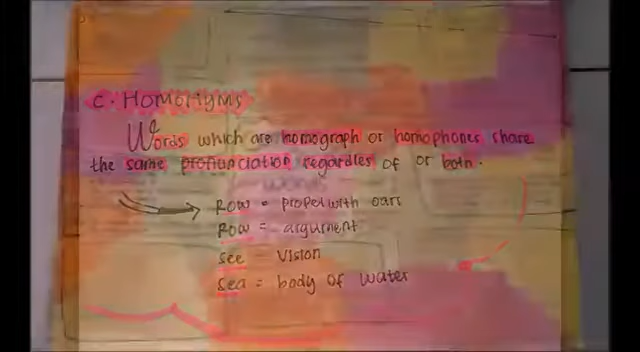 C. Homonyms
Words which are homograph or homophones share
the same pronunciation regardles of or both.
Row = propel with oars
Row = argument
See = Vision
Sea = body of water